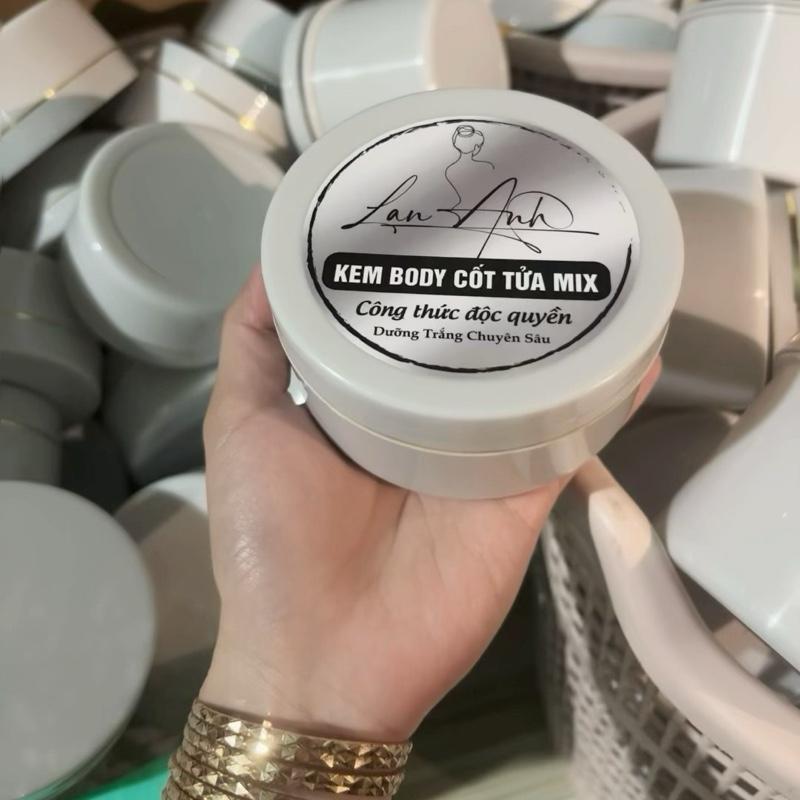 Lan Anh
KEM BODY CỐT TỬA MIX
Công thức độc quyền
Dưỡng Trắng Chuyên Sâu